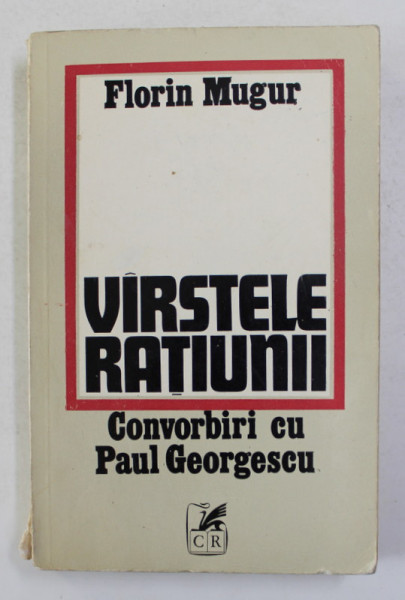 Florin Mugur
VÎRSTELE
RAȚIUNII
Convorbiri cu
Paul Georgescu
CR